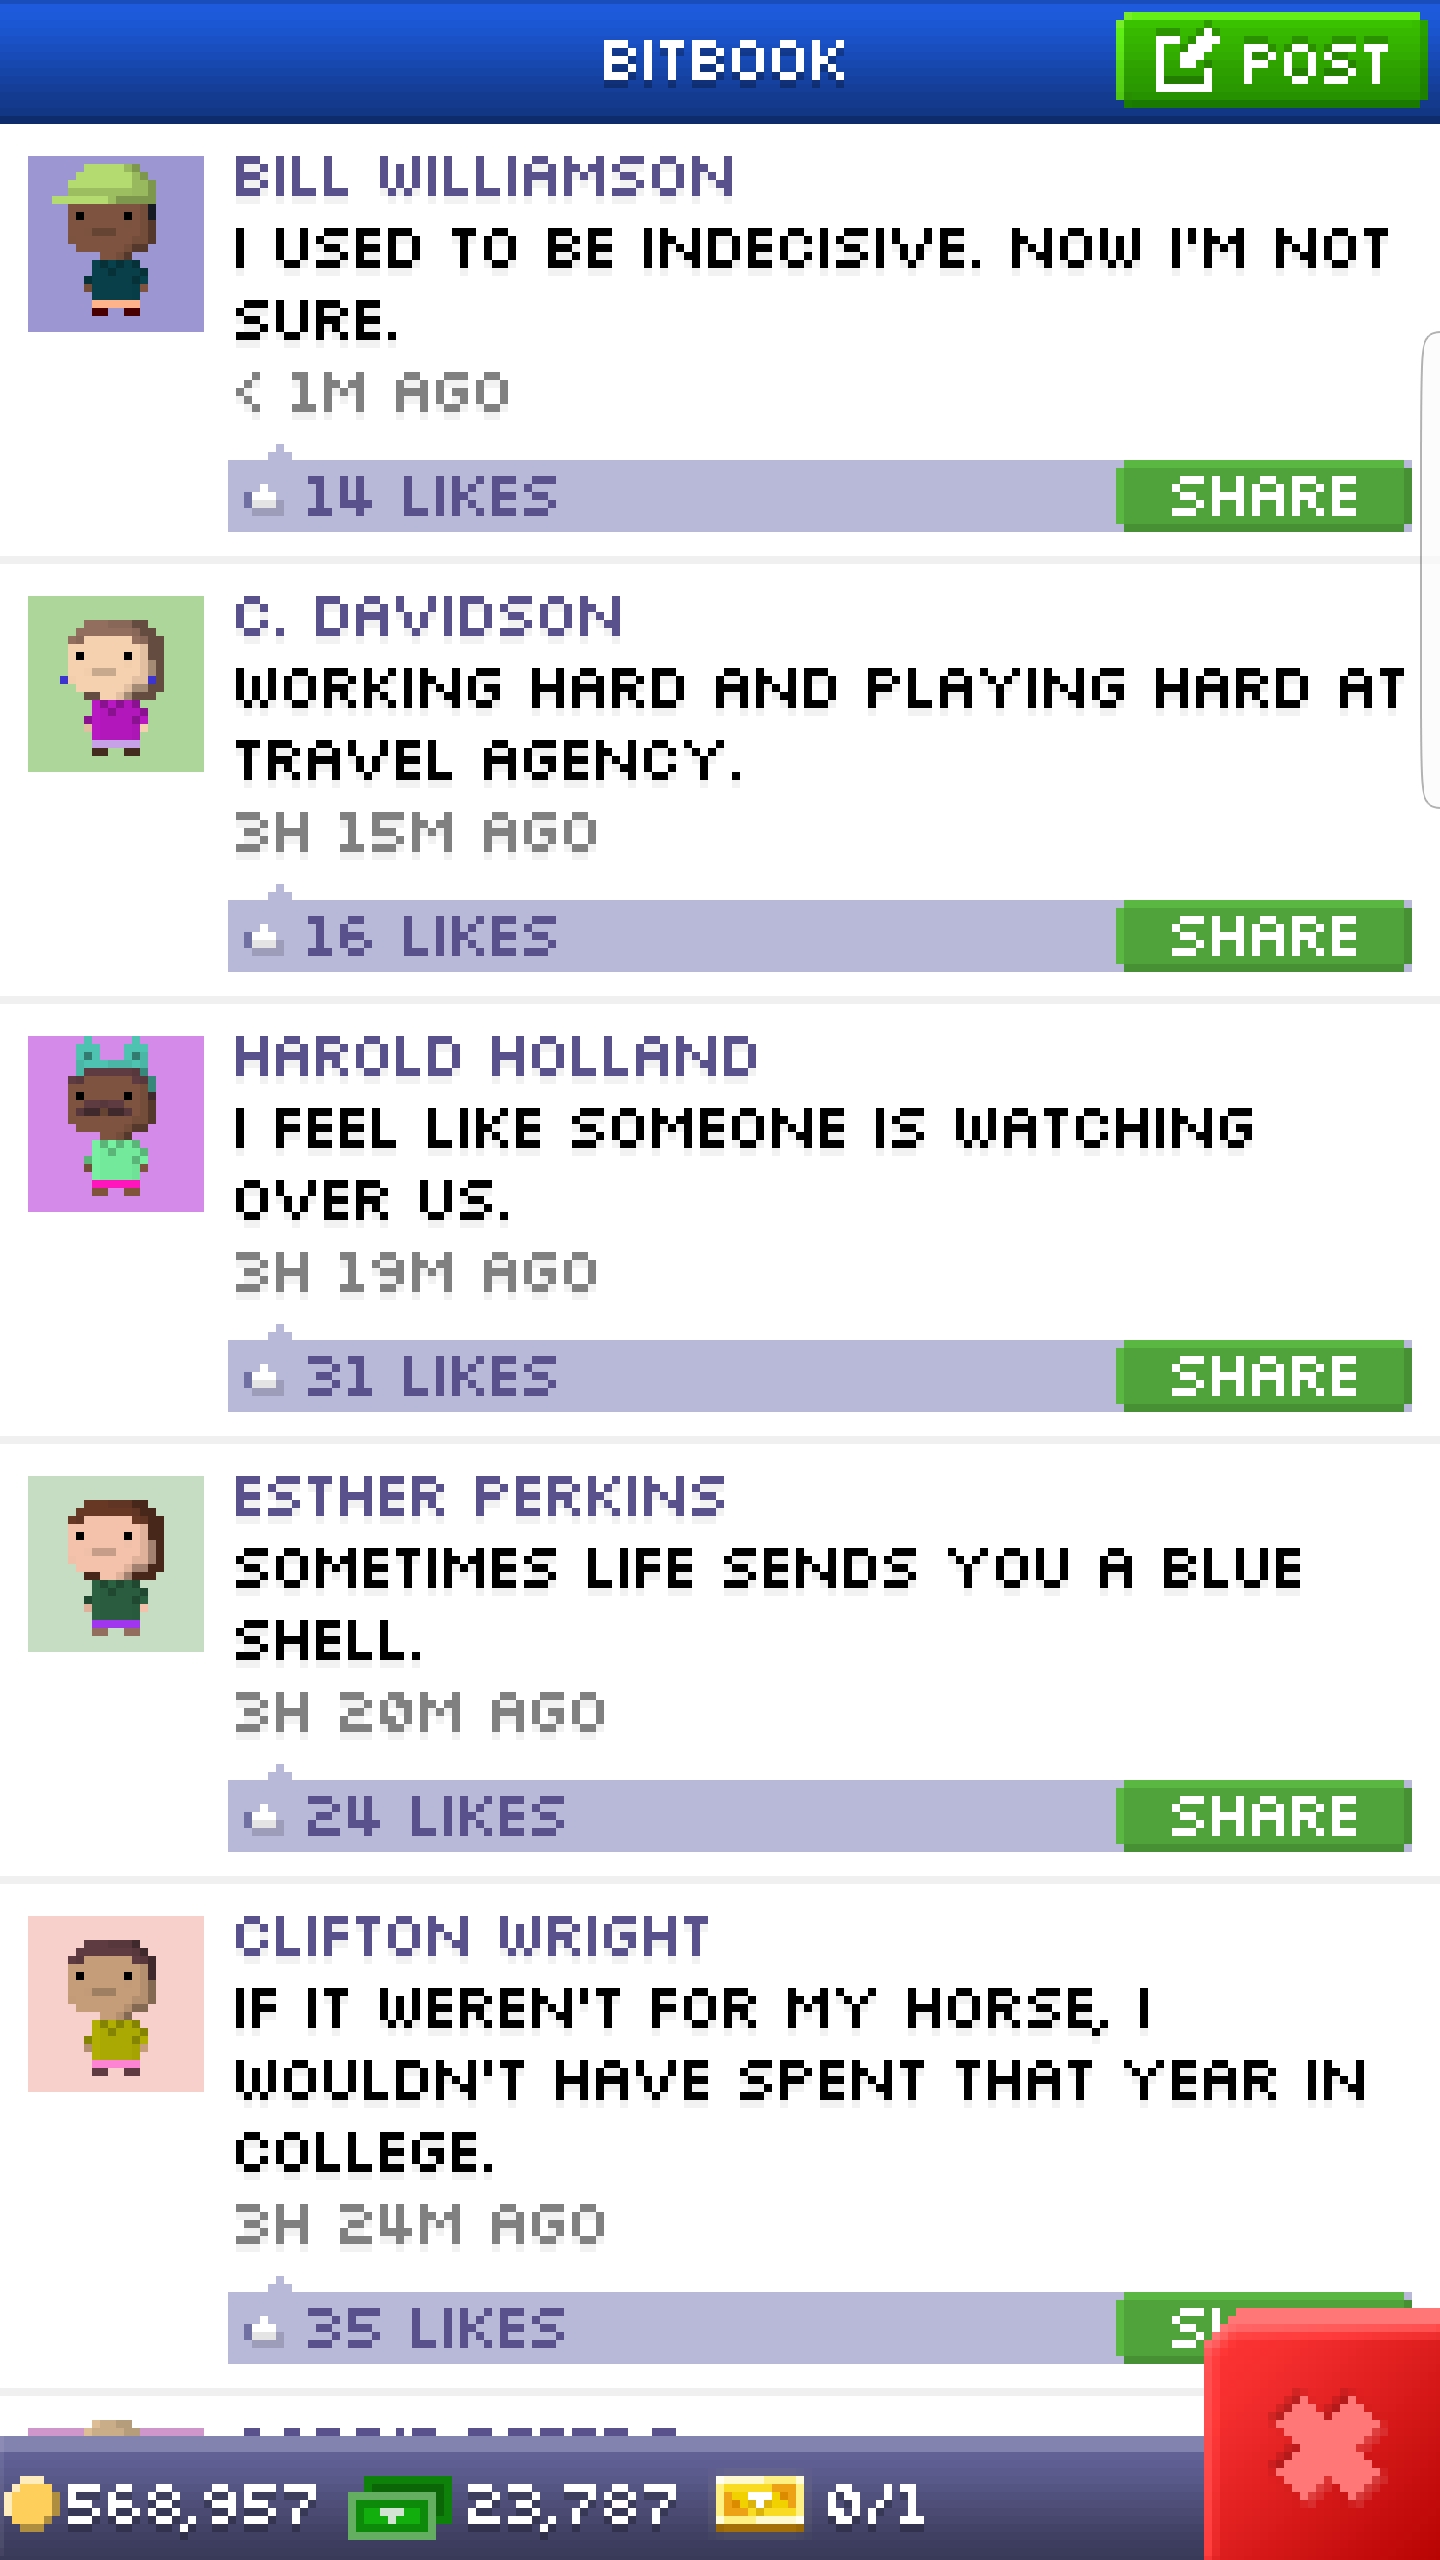 BITBOOK
POST
BILL WILLIAMSON
I USED TO BE INDECISIVE. NOW I'M NOT
SURE.
< 1M AGO
14 LIKES
SHARE
C. DAVIDSON
WORKING HARD AND PLAYING HARD AT
TRAVEL AGENCY.
3H 15M AGO
16 LIKES
SHARE
HAROLD HOLLAND
I FEEL LIKE SOMEONE IS WATCHING
OVER US.
3H 19M AGO
31 LIKES
SHARE
ESTHER PERKINS
SOMETIMES LIFE SENDS YOU A BLUE
SHELL.
3H 20M AGO
24 LIKES
SHARE
CLIFTON WRIGHT
IF IT WEREN'T FOR MY HORSE, I
WOULDN'T HAVE SPENT THAT YEAR IN
COLLEGE.
3H 24M AGO
35 LIKES
568,957
23,787
0/1